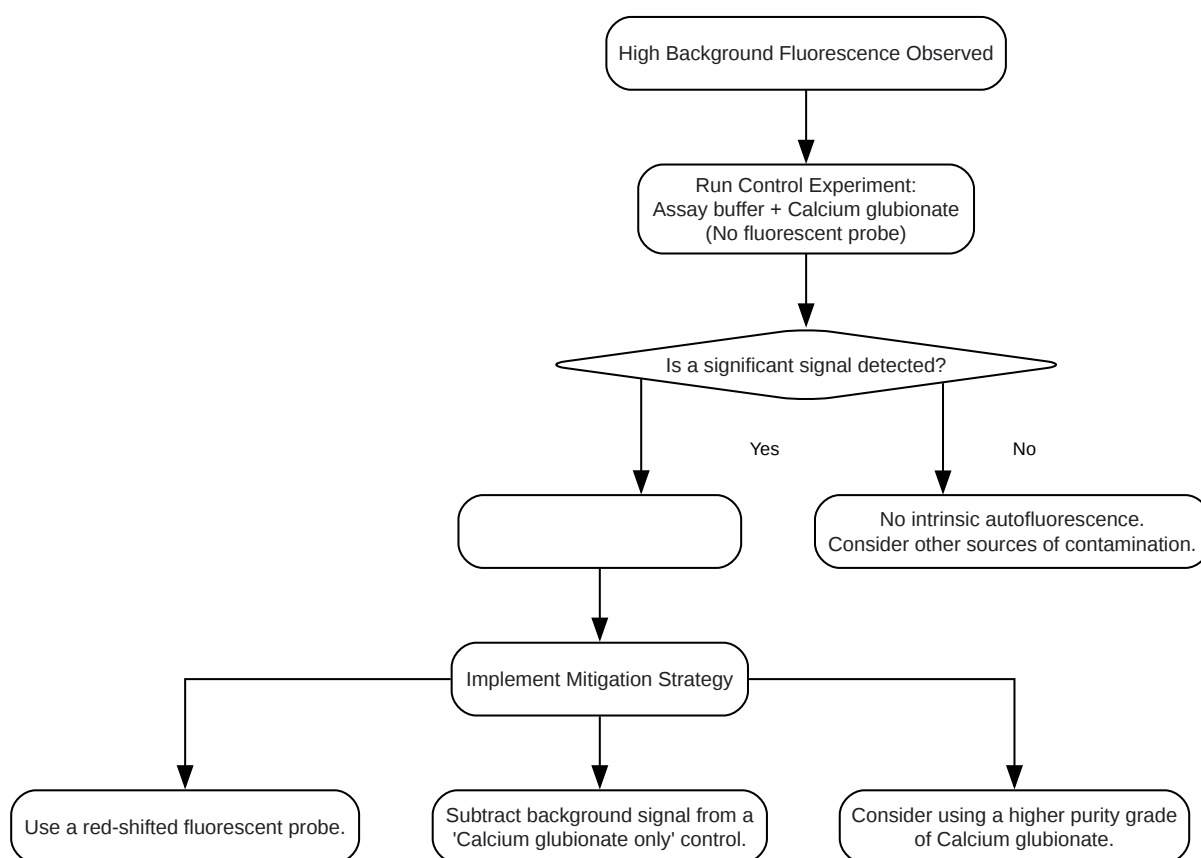 High Background Fluorescence Observed
Run Control Experiment:
Assay buffer + Calcium glubionate
(No fluorescent probe)
Is a significant signal detected?
Yes
No
No intrinsic autofluorescence.
Consider other sources of contamination.
Implement Mitigation Strategy
Use a red-shifted fluorescent probe.
Subtract background signal from a
'Calcium glubionate only' control.
Consider using a higher purity grade
of Calcium glubionate.